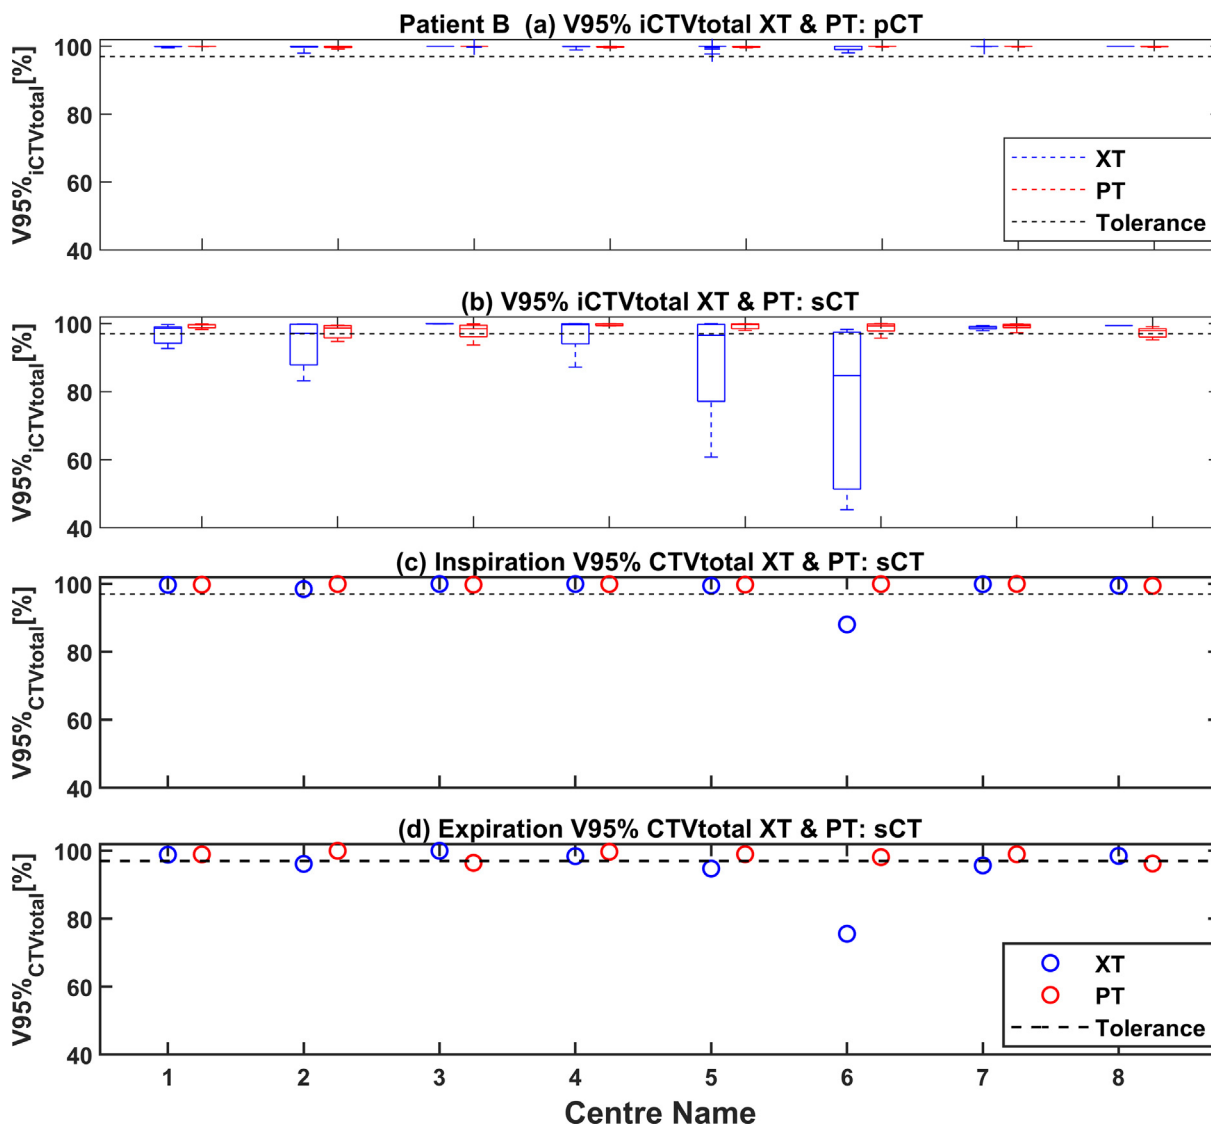 Patient B (a) V95% iCTVtotal XT & PT: pCT
V95%iCTVtotal[%]
100
80
60
40
XT
PT
Tolerance
(b) V95% iCTVtotal XT & PT: sCT
V95%iCTVtotal[%]
100
80
60
40
(c) Inspiration V95% CTVtotal XT & PT: sCT
V95%CTVtotal[%]
100
80
60
40
(d) Expiration V95% CTVtotal XT & PT: sCT
V95%CTVtotal[%]
100
80
60
40
XT
PT
Tolerance
1 2 3 4 5 6 7 8
Centre Name